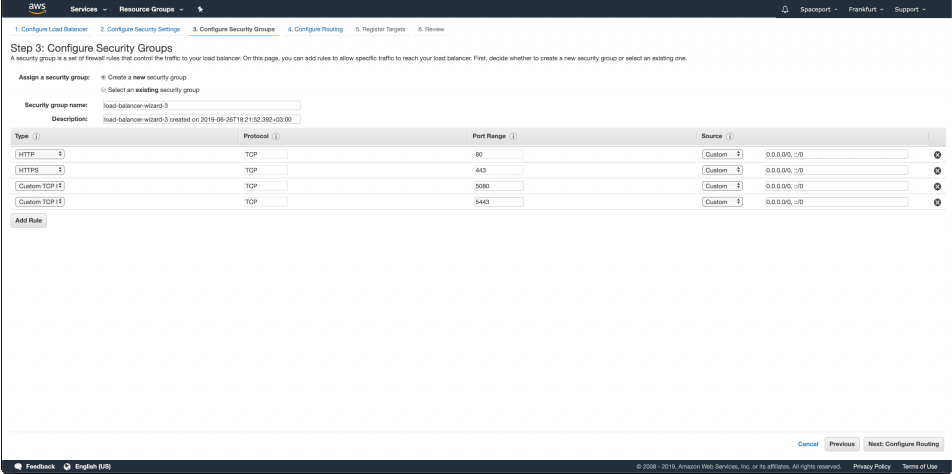 aws Services Resource Groups Spaceport Frankfurt Support
1. Configure Load Balancer 2. Configure Security Settings 3. Configure Security Groups 4. Configure Routing 5. Register Targets 6. Review
Step 3: Configure Security Groups
A security group is a set of firewall rules that control the traffic to your load balancer. On this page, you can add rules to allow specific traffic to reach your load balancer. First, decide whether to create a new security group or select an existing one.
Assign a security group: Create a new security group
Select an existing security group
Security group name: load-balancer-wizard-3
Description: load-balancer-wizard-3 created on 2019-06-26T18:21:52.392+03:00
Type Protocol Port Range Source
HTTP TCP 80 Custom 0.0.0.0/0, ::/0
HTTPS TCP 443 Custom 0.0.0.0/0, ::/0
Custom TCP TCP 5080 Custom 0.0.0.0/0, ::/0
Custom TCP TCP 5443 Custom 0.0.0.0/0, ::/0
Add Rule
Cancel Previous Next: Configure Routing
Feedback English (US) © 2008 - 2019, Amazon Web Services, Inc. or its affiliates. All rights reserved. Privacy Policy Terms of Use